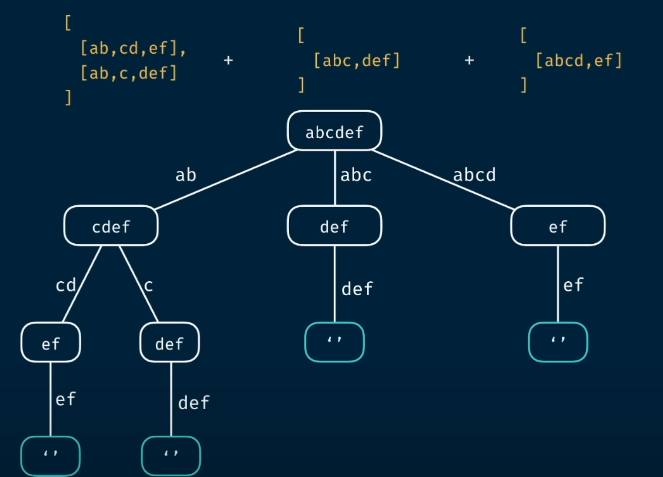 [
[ab,cd,ef],
[ab,c,def]
]
+
[
[abc,def]
]
+
[
[abcd,ef]
]
abcdef
ab
abc
abcd
cdef
def
ef
cd
c
def
ef
ef
def
‘’
‘’
ef
def
‘’
‘’